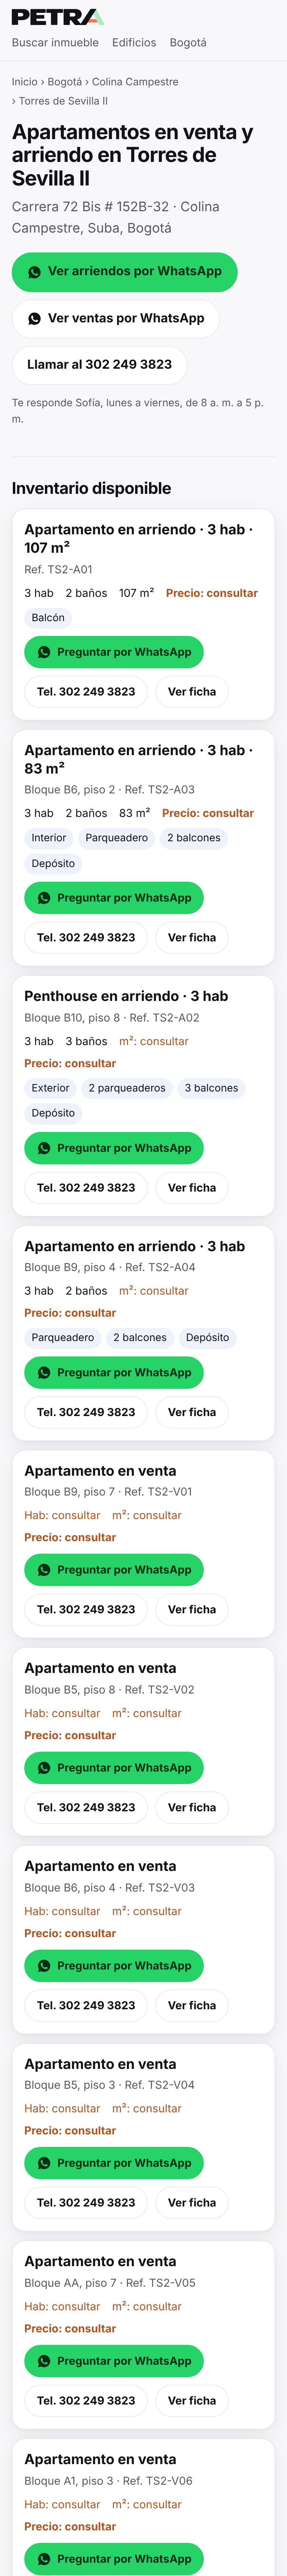 PETRA
Buscar inmueble Edificios Bogotá
Inicio › Bogotá › Colina Campestre
› Torres de Sevilla II
Apartamentos en venta y
arriendo en Torres de
Sevilla II
Carrera 72 Bis # 152B-32 · Colina
Campestre, Suba, Bogotá
Ver arriendos por WhatsApp
Ver ventas por WhatsApp
Llamar al 302 249 3823
Te responde Sofía, lunes a viernes, de 8 a. m. a 5 p.
m.
Inventario disponible
Apartamento en arriendo · 3 hab ·
107 m²
Ref. TS2-A01
3 hab 2 baños 107 m² Precio: consultar
Balcón
Preguntar por WhatsApp
Tel. 302 249 3823 Ver ficha
Apartamento en arriendo · 3 hab ·
83 m²
Bloque B6, piso 2 · Ref. TS2-A03
3 hab 2 baños 83 m² Precio: consultar
Interior Parqueadero 2 balcones
Depósito
Preguntar por WhatsApp
Tel. 302 249 3823 Ver ficha
Penthouse en arriendo · 3 hab
Bloque B10, piso 8 · Ref. TS2-A02
3 hab 3 baños m²: consultar
Precio: consultar
Exterior 2 parqueaderos 3 balcones
Depósito
Preguntar por WhatsApp
Tel. 302 249 3823 Ver ficha
Apartamento en arriendo · 3 hab
Bloque B9, piso 4 · Ref. TS2-A04
3 hab 2 baños m²: consultar
Precio: consultar
Parqueadero 2 balcones Depósito
Preguntar por WhatsApp
Tel. 302 249 3823 Ver ficha
Apartamento en venta
Bloque B9, piso 7 · Ref. TS2-V01
Hab: consultar m²: consultar
Precio: consultar
Preguntar por WhatsApp
Tel. 302 249 3823 Ver ficha
Apartamento en venta
Bloque B5, piso 8 · Ref. TS2-V02
Hab: consultar m²: consultar
Precio: consultar
Preguntar por WhatsApp
Tel. 302 249 3823 Ver ficha
Apartamento en venta
Bloque B6, piso 4 · Ref. TS2-V03
Hab: consultar m²: consultar
Precio: consultar
Preguntar por WhatsApp
Tel. 302 249 3823 Ver ficha
Apartamento en venta
Bloque B5, piso 3 · Ref. TS2-V04
Hab: consultar m²: consultar
Precio: consultar
Preguntar por WhatsApp
Tel. 302 249 3823 Ver ficha
Apartamento en venta
Bloque AA, piso 7 · Ref. TS2-V05
Hab: consultar m²: consultar
Precio: consultar
Preguntar por WhatsApp
Tel. 302 249 3823 Ver ficha
Apartamento en venta
Bloque A1, piso 3 · Ref. TS2-V06
Hab: consultar m²: consultar
Precio: consultar
Preguntar por WhatsApp